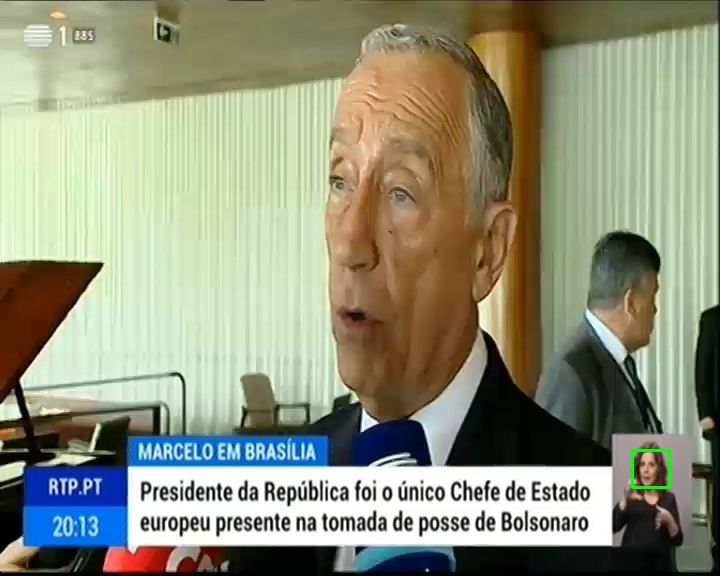 1 885
MARCELO EM BRASÍLIA
RTP.PT
Presidente da República foi o único Chefe de Estado
20:13
europeu presente na tomada de posse de Bolsonaro